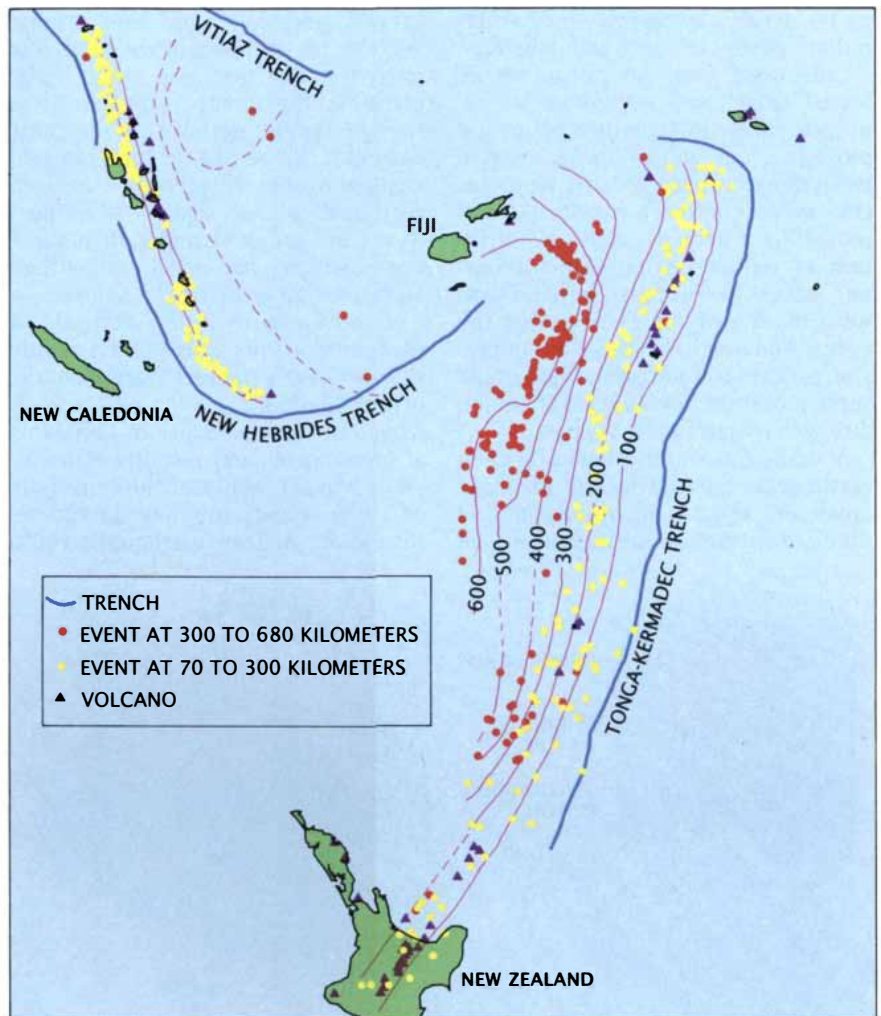 VITIAZ TRENCH
FIJI
NEW CALEDONIA
NEW HEBRIDES TRENCH
100
200
300
400
500
600
TONGA-KERMADEC TRENCH
TRENCH
EVENT AT 300 TO 680 KILOMETERS
EVENT AT 70 TO 300 KILOMETERS
VOLCANO
NEW ZEALAND